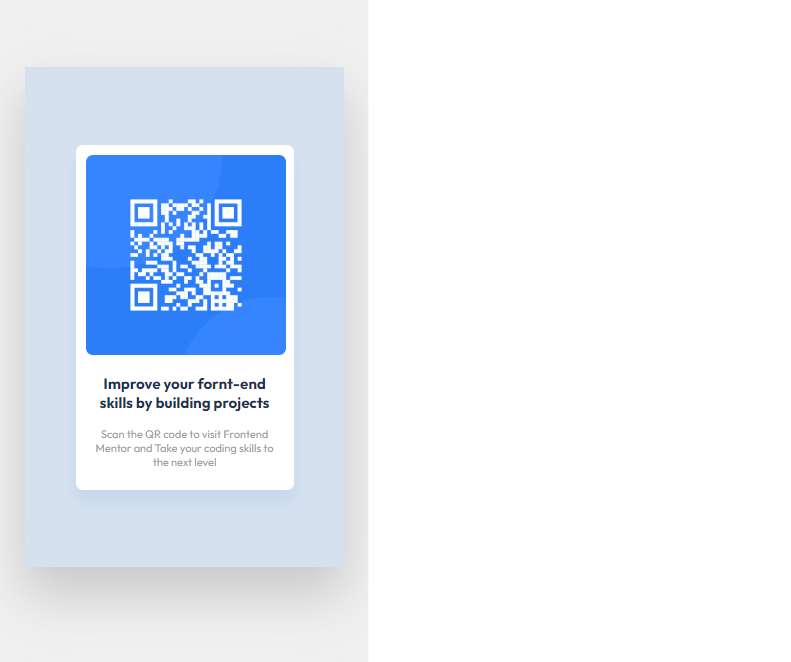 Improve your fornt-end
skills by building projects
Scan the QR code to visit Frontend
Mentor and Take your coding skills to
the next level